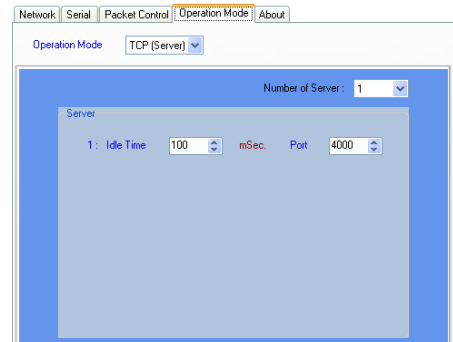 Network Serial Packet Control Operation Mode About
Operation Mode TCP (Server)
Number of Server : 1
Server
1 : Idle Time 100 mSec. Port 4000